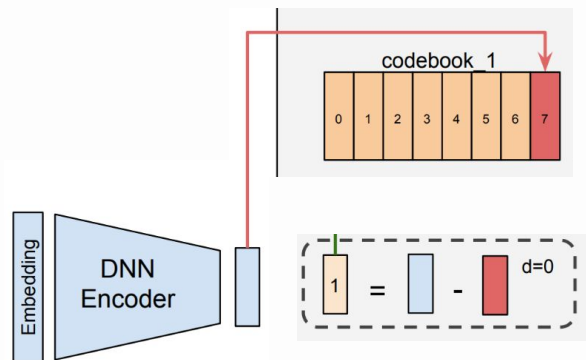 codebook_1
0 1 2 3 4 5 6 7
Embedding
DNN
Encoder
1 = - d=0